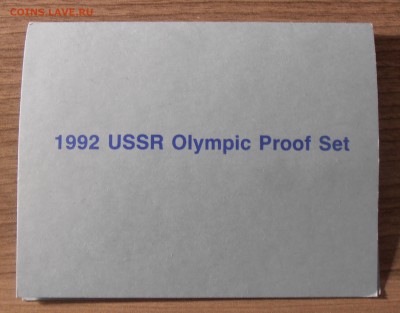 COINS.LAVE.RU
1992 USSR Olympic Proof Set